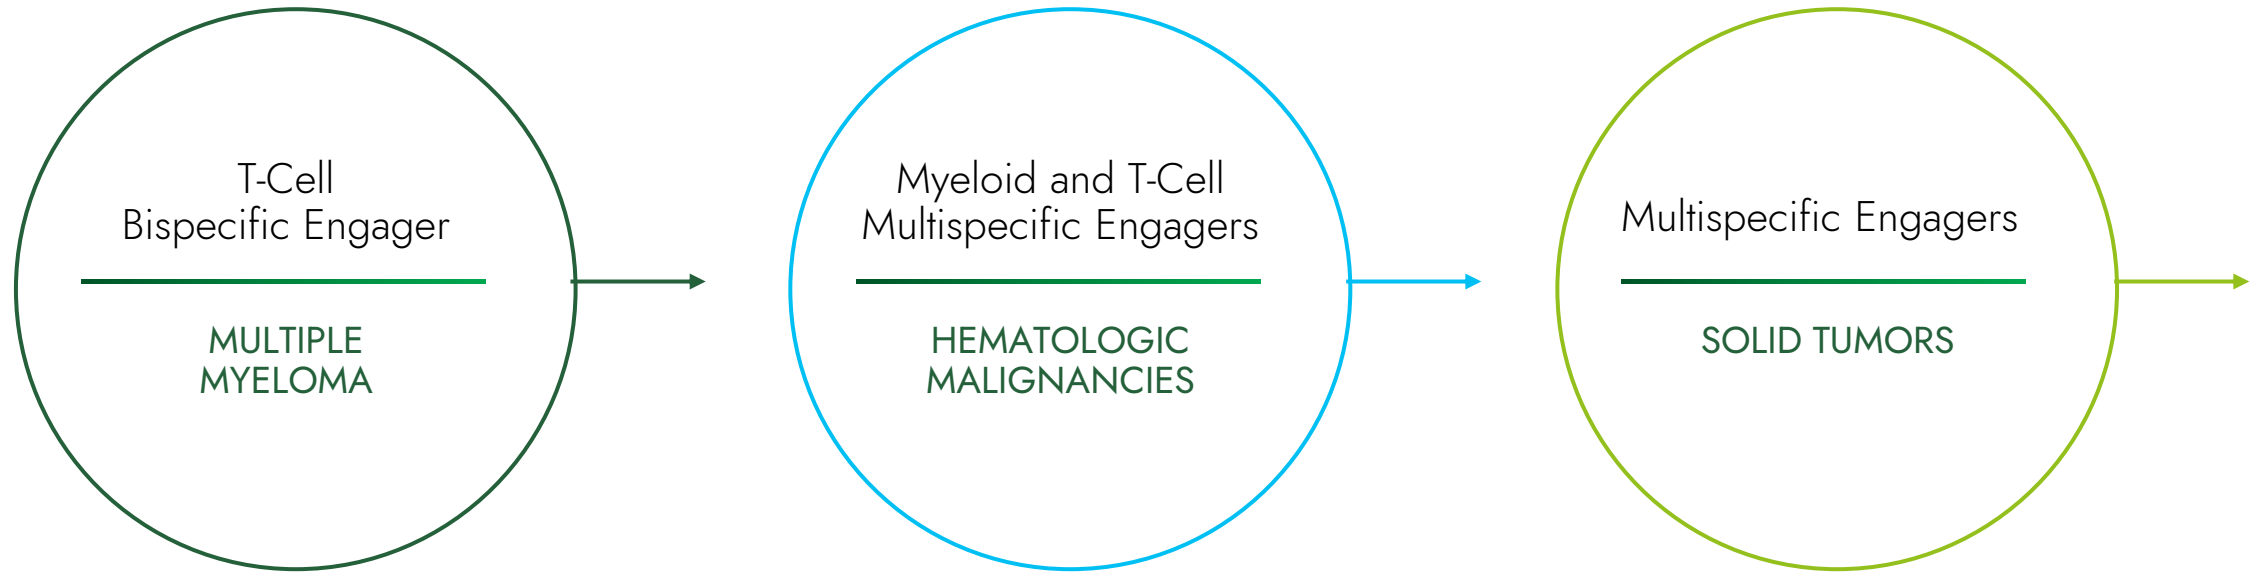 T-Cell
Bispecific Engager
MULTIPLE
MYELOMA
Myeloid and T-Cell
Multispecific Engagers
HEMATOLOGIC
MALIGNANCIES
Multispecific Engagers
SOLID TUMORS